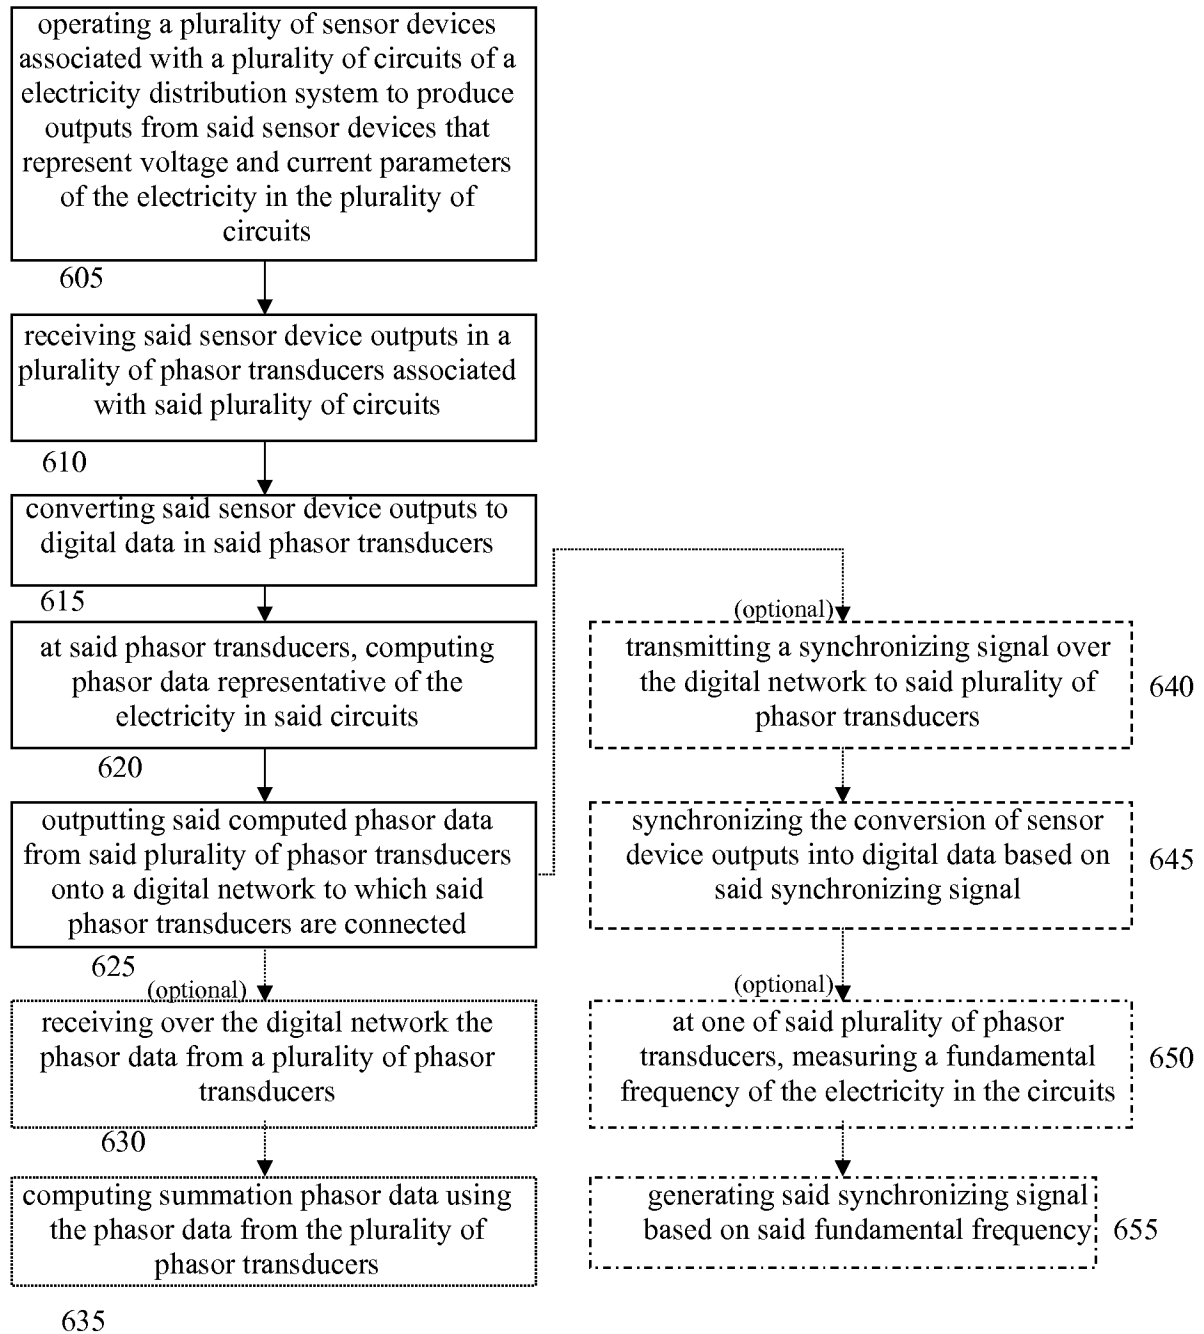 operating a plurality of sensor devices
associated with a plurality of circuits of a
electricity distribution system to produce
outputs from said sensor devices that
represent voltage and current parameters
of the electricity in the plurality of
circuits
605
receiving said sensor device outputs in a
plurality of phasor transducers associated
with said plurality of circuits
610
converting said sensor device outputs to
digital data in said phasor transducers
615
at said phasor transducers, computing
phasor data representative of the
electricity in said circuits
620
outputting said computed phasor data
from said plurality of phasor transducers
onto a digital network to which said
phasor transducers are connected
625
(optional)
receiving over the digital network the
phasor data from a plurality of phasor
transducers
630
computing summation phasor data using
the phasor data from the plurality of
phasor transducers
635
(optional)
transmitting a synchronizing signal over
the digital network to said plurality of
phasor transducers
640
synchronizing the conversion of sensor
device outputs into digital data based on
said synchronizing signal
645
(optional)
at one of said plurality of phasor
transducers, measuring a fundamental
frequency of the electricity in the circuits
650
generating said synchronizing signal
based on said fundamental frequency
655